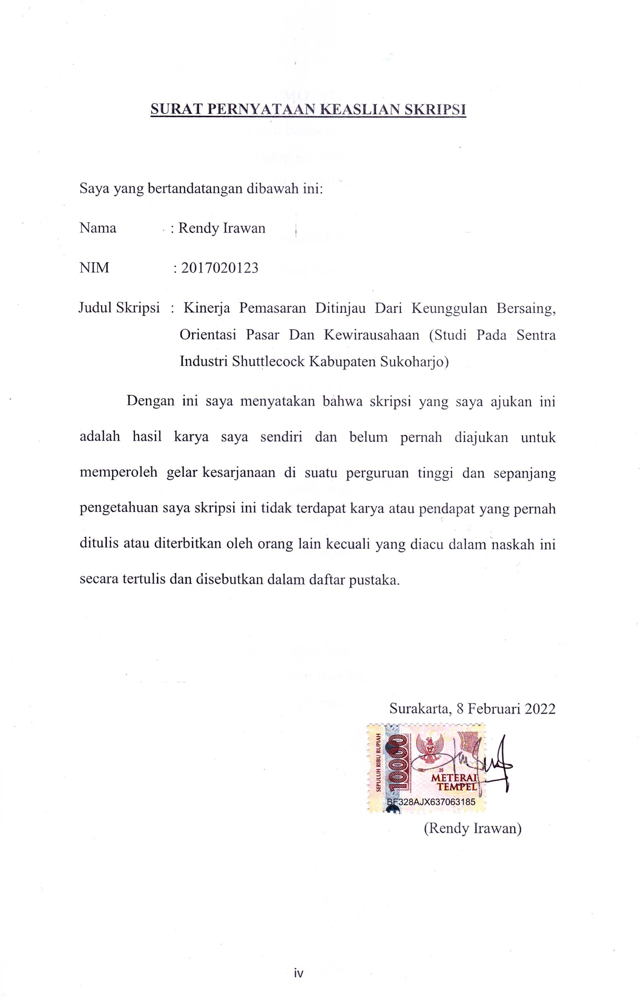 SURAT PERNYATAAN KEASLIAN SKRIPSI
Saya yang bertandatangan dibawah ini:
Nama : Rendy Irawan
NIM : 2017020123
Judul Skripsi : Kinerja Pemasaran Ditinjau Dari Keunggulan Bersaing,
Orientasi Pasar Dan Kewirausahaan (Studi Pada Sentra
Industri Shuttlecock Kabupaten Sukoharjo)
Dengan ini saya menyatakan bahwa skripsi yang saya ajukan ini
adalah hasil karya saya sendiri dan belum pernah diajukan untuk
memperoleh gelar kesarjanaan di suatu perguruan tinggi dan sepanjang
pengetahuan saya skripsi ini tidak terdapat karya atau pendapat yang pernah
ditulis atau diterbitkan oleh orang lain kecuali yang diacu dalam naskah ini
secara tertulis dan disebutkan dalam daftar pustaka.
Surakarta, 8 Februari 2022
SEPULUH RIBU RUPIAH
10000
TGL. 20
METERAI
TEMPEL
BF328AJX637063185
(Rendy Irawan)
iv